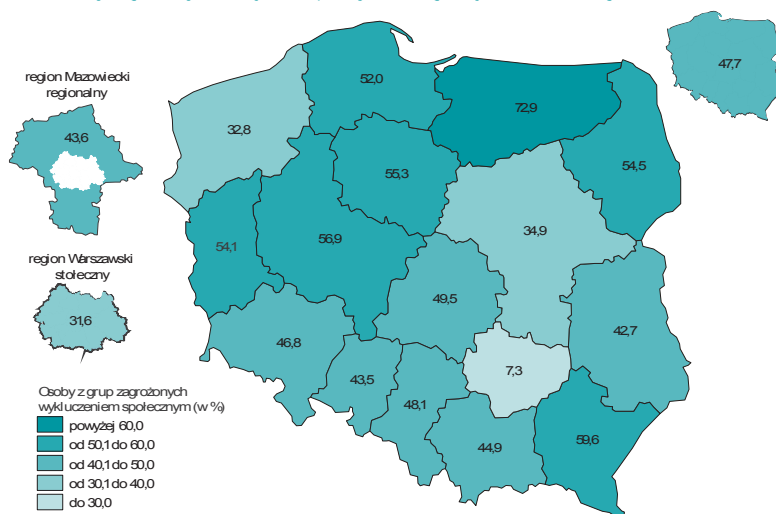 47,7
region Mazowiecki
regionalny
43,6
region Warszawski
stołeczny
31,6
52,0
72,9
32,8
54,5
55,3
34,9
54,1
56,9
49,5
42,7
46,8
7,3
43,5
48,1
44,9
59,6
Osoby z grup zagrożonych
wykluczeniem społecznym (w %)
powyżej 60,0
od 50,1 do 60,0
od 40,1 do 50,0
od 30,1 do 40,0
do 30,0